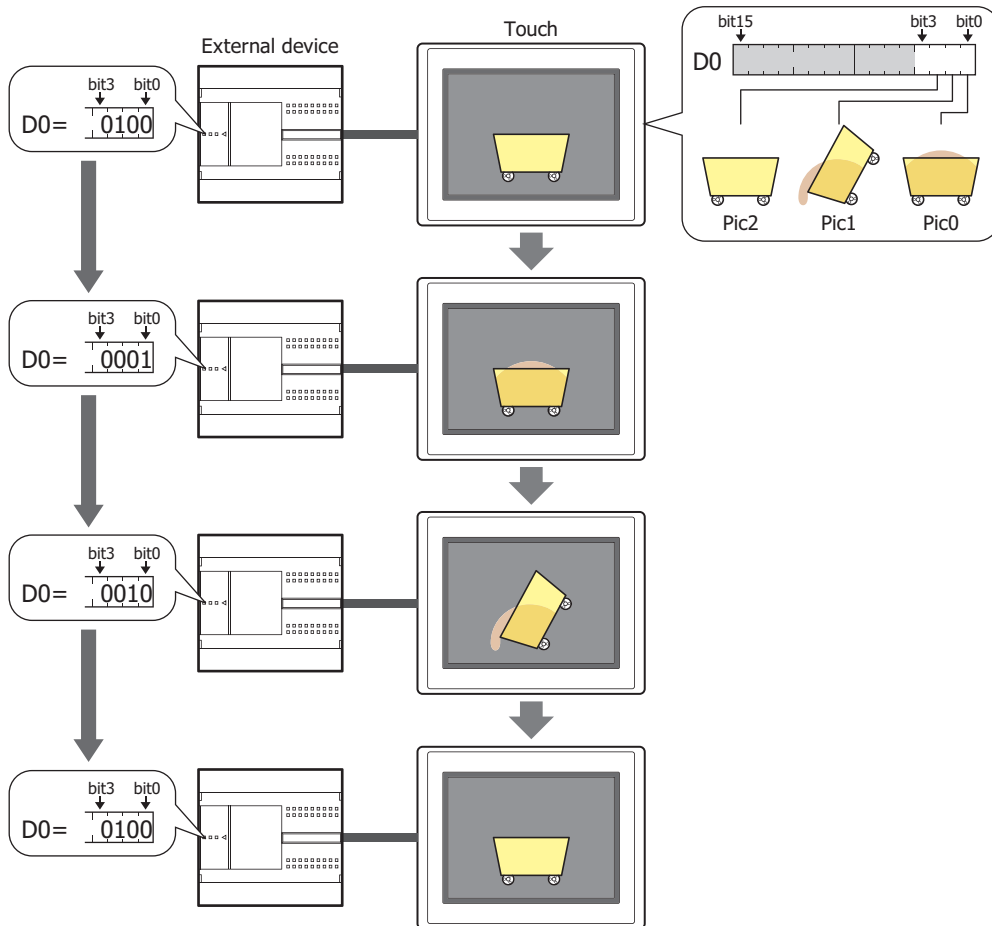 External device
Touch
bit15
bit3
bit0
D0
Pic2
Pic1
Pic0
bit3
bit0
D0=
0100
bit3
bit0
D0=
0001
bit3
bit0
D0=
0010
bit3
bit0
D0=
0100